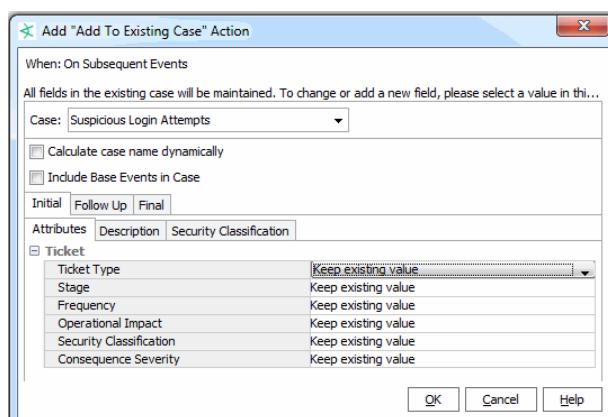 Add "Add To Existing Case" Action
When: On Subsequent Events
All fields in the existing case will be maintained. To change or add a new field, please select a value in thi...
Case: Suspicious Login Attempts
Calculate case name dynamically
Include Base Events in Case
Initial Follow Up Final
Attributes Description Security Classification
Ticket
Ticket Type Keep existing value
Stage Keep existing value
Frequency Keep existing value
Operational Impact Keep existing value
Security Classification Keep existing value
Consequence Severity Keep existing value
OK Cancel Help